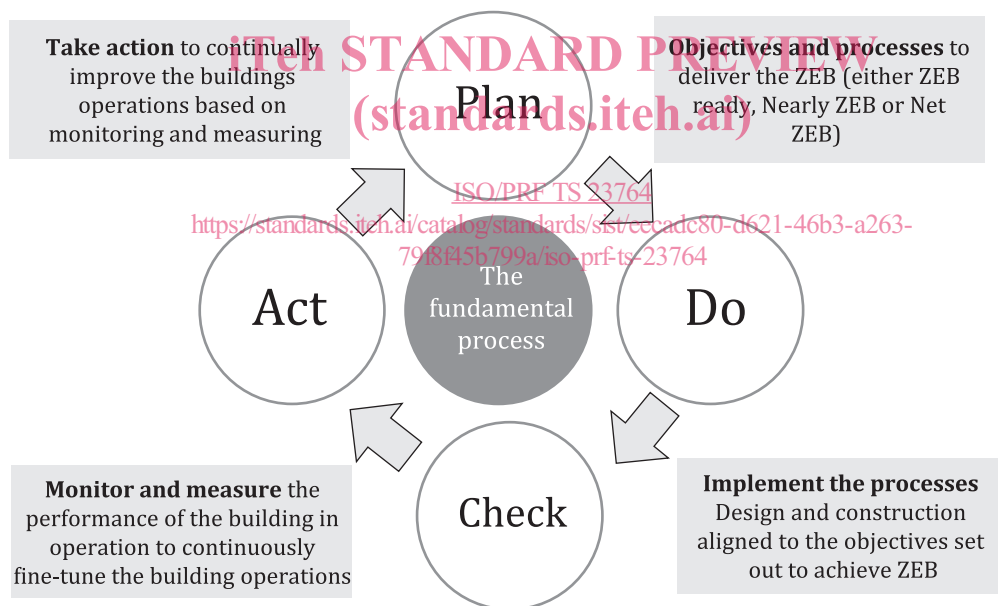 Take action to continually
improve the buildings
operations based on
monitoring and measuring
iTeh STANDARD PREVIEW
(standards.iteh.ai)
Plan
Objectives and processes to
deliver the ZEB (either ZEB
ready, Nearly ZEB or Net
ZEB)
ISO/PRF TS 23764
https://standards.iteh.ai/catalog/standards/sist/eecadc80-d621-46b3-a263-
79f8f45b799a/iso-prf-ts-23764
Act
The
fundamental
process
Do
Monitor and measure the
performance of the building in
operation to continuously
fine-tune the building operations
Check
Implement the processes
Design and construction
aligned to the objectives set
out to achieve ZEB